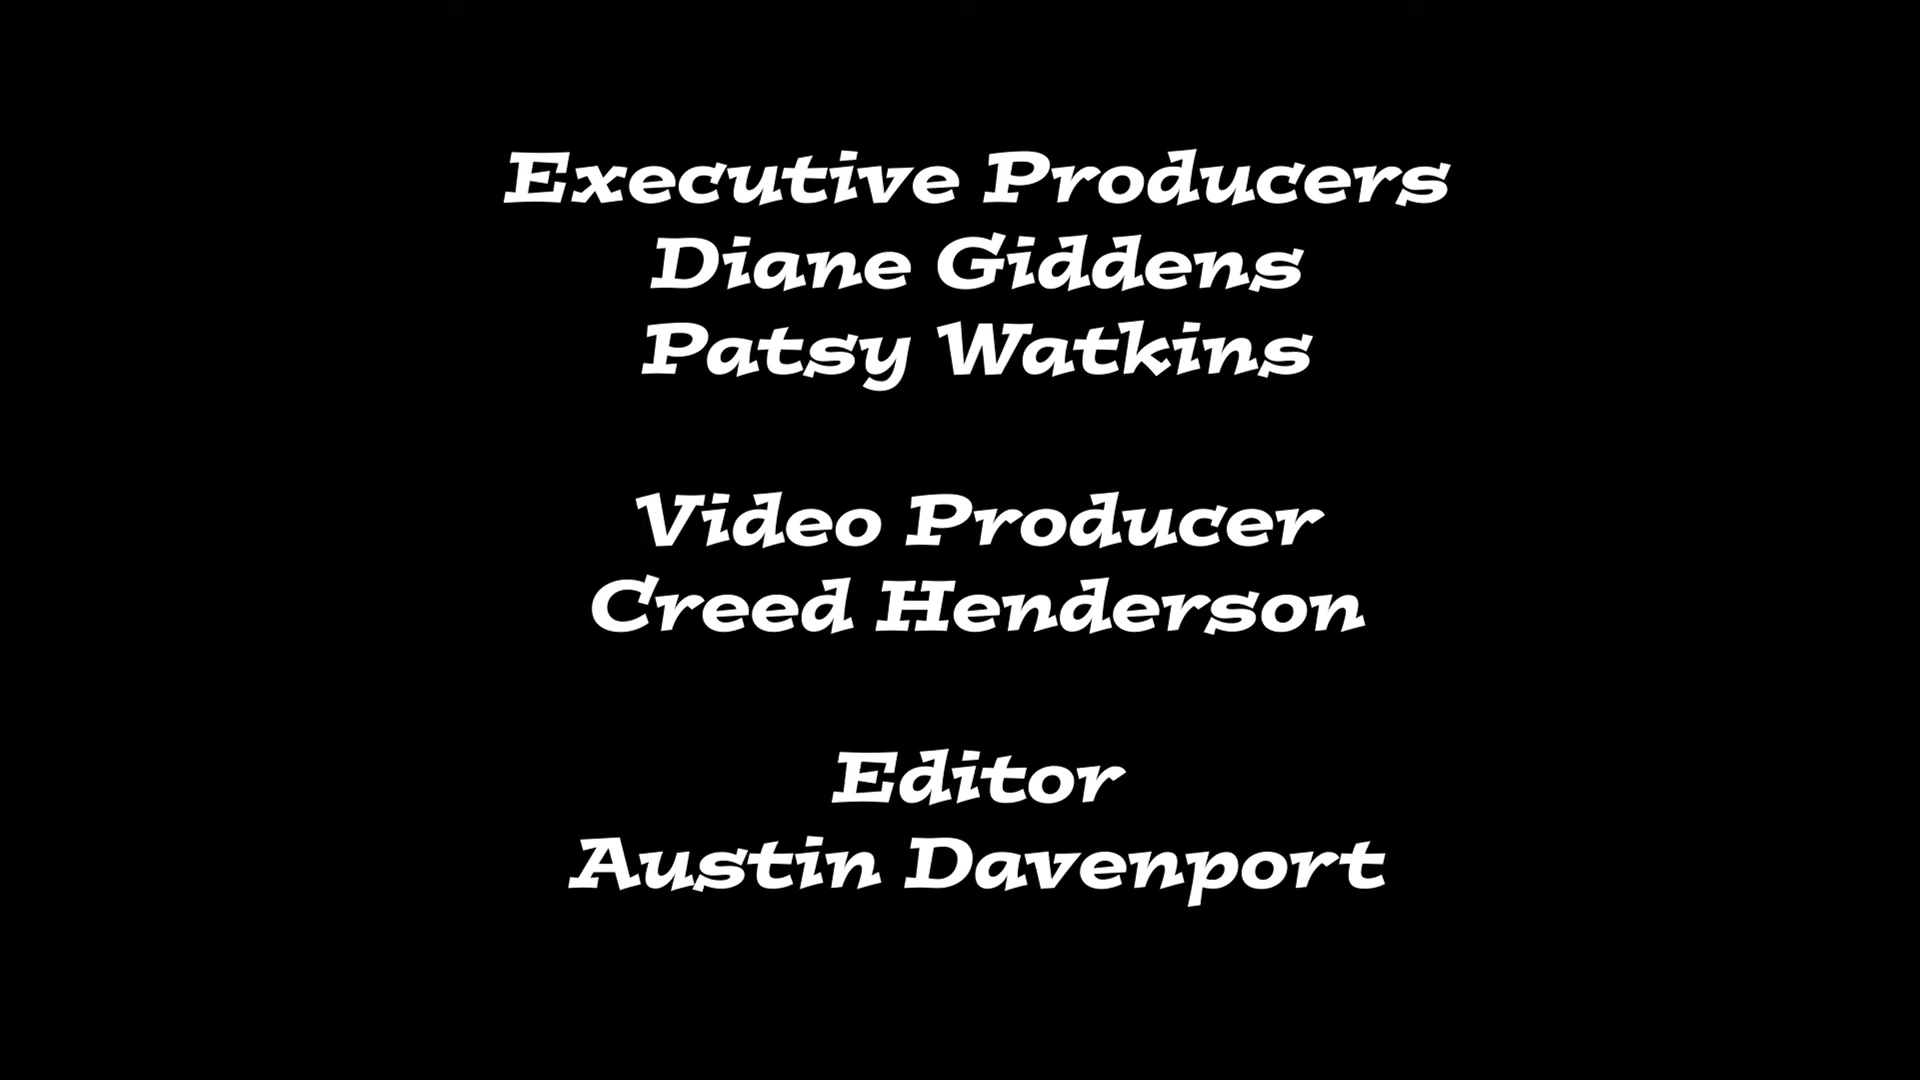 Executive Producers
Diane Giddens
Patsy Watkins
Video Producer
Creed Henderson
Editor
Austin Davenport